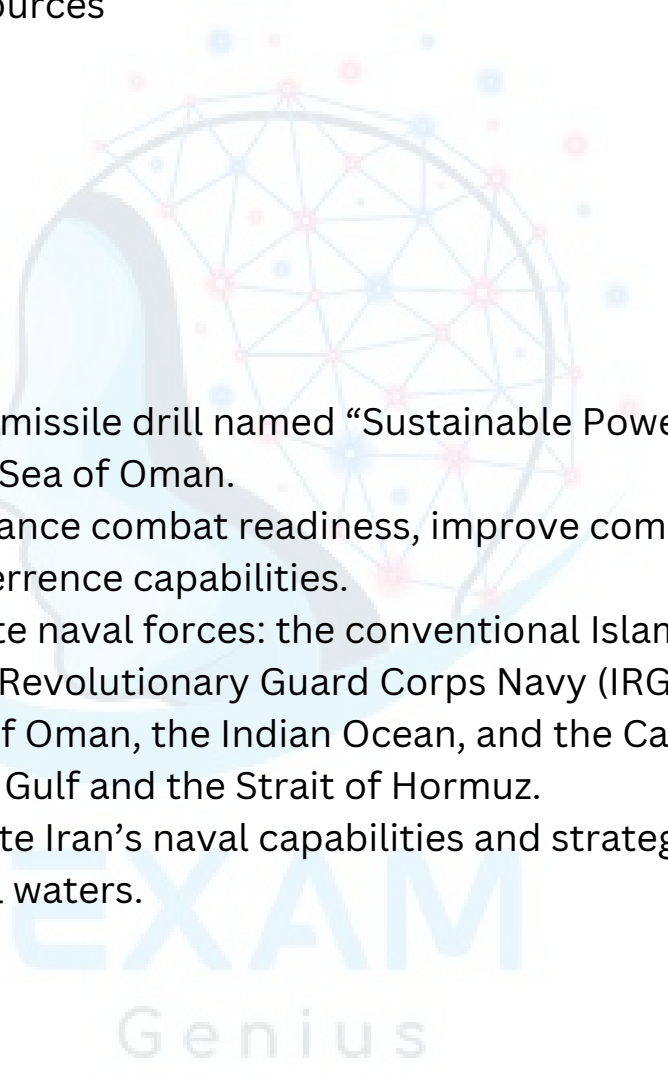 ources
missile drill named “Sustainable Powe
Sea of Oman.
ance combat readiness, improve com
errence capabilities.
te naval forces: the conventional Islan
Revolutionary Guard Corps Navy (IRG
f Oman, the Indian Ocean, and the Ca
Gulf and the Strait of Hormuz.
te Iran’s naval capabilities and strateg
l waters.
EXAM
Genius